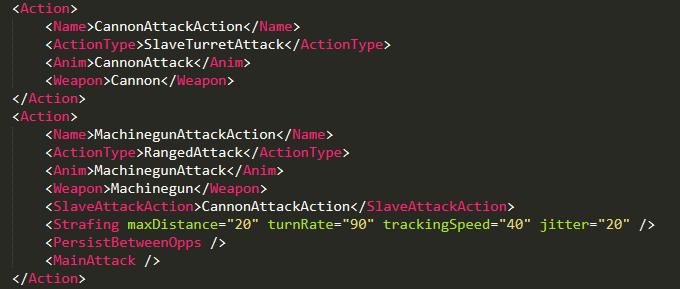 <Action>
    <Name>CannonAttackAction</Name>
    <ActionType>SlaveTurretAttack</ActionType>
    <Anim>CannonAttack</Anim>
    <Weapon>Cannon</Weapon>
</Action>
<Action>
    <Name>MachinegunAttackAction</Name>
    <ActionType>RangedAttack</ActionType>
    <Anim>MachinegunAttack</Anim>
    <Weapon>Machinegun</Weapon>
    <SlaveAttackAction>CannonAttackAction</SlaveAttackAction>
    <Strafing maxDistance="20" turnRate="90" trackingSpeed="40" jitter="20" />
    <PersistBetweenOpps />
    <MainAttack />
</Action>